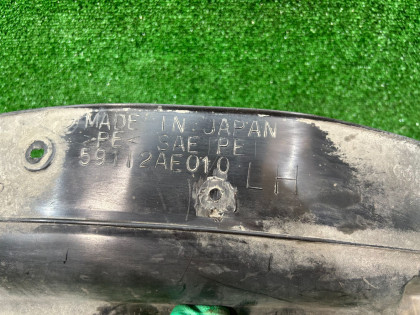 MADE IN JAPAN
>PE< SAE PE
59112AE010
LH